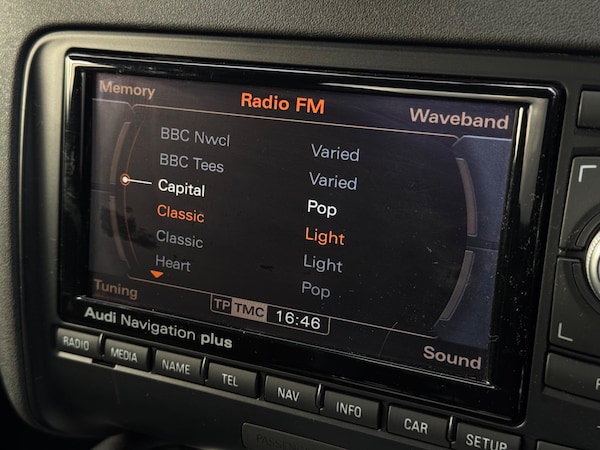 Memory
Radio FM
Waveband
BBC Nwcl Varied
BBC Tees Varied
Capital Pop
Classic Light
Classic Light
Heart Pop
Tuning
TP TMC 16:46
Sound
Audi Navigation plus
RADIO MEDIA NAME TEL NAV INFO CAR SETUP